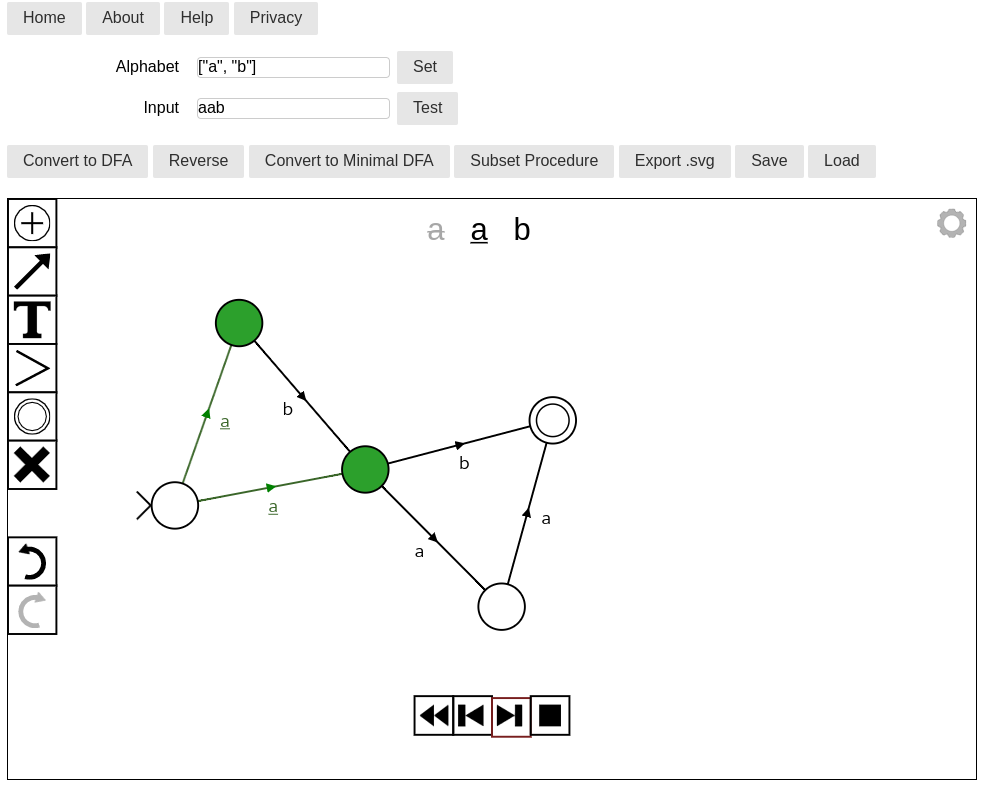 Home About Help Privacy
Alphabet ["a", "b"] Set
Input aab Test
Convert to DFA Reverse Convert to Minimal DFA Subset Procedure Export .svg Save Load
a a b
T
b
a
b
a
a
a